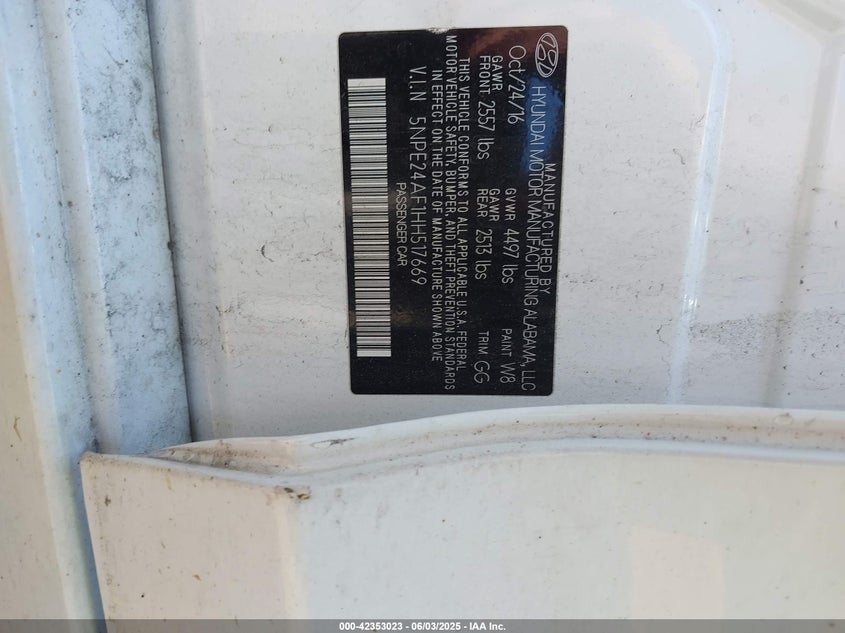 MANUFACTURED BY
HYUNDAI MOTOR MANUFACTURING ALABAMA, LLC
Oct/24/16 GVWR 4497 lbs PAINT W8
GAWR FRONT 2557 lbs GAWR REAR 2513 lbs TRIM GG
THIS VEHICLE CONFORMS TO ALL APPLICABLE U.S.A. FEDERAL
MOTOR VEHICLE SAFETY, BUMPER, AND THEFT PREVENTION STANDARDS
IN EFFECT ON THE DATE OF MANUFACTURE SHOWN ABOVE
V.I.N 5NPE24AF1HH517669
PASSENGER CAR
000-42353023 | 06/03/2025 - IAA Inc.